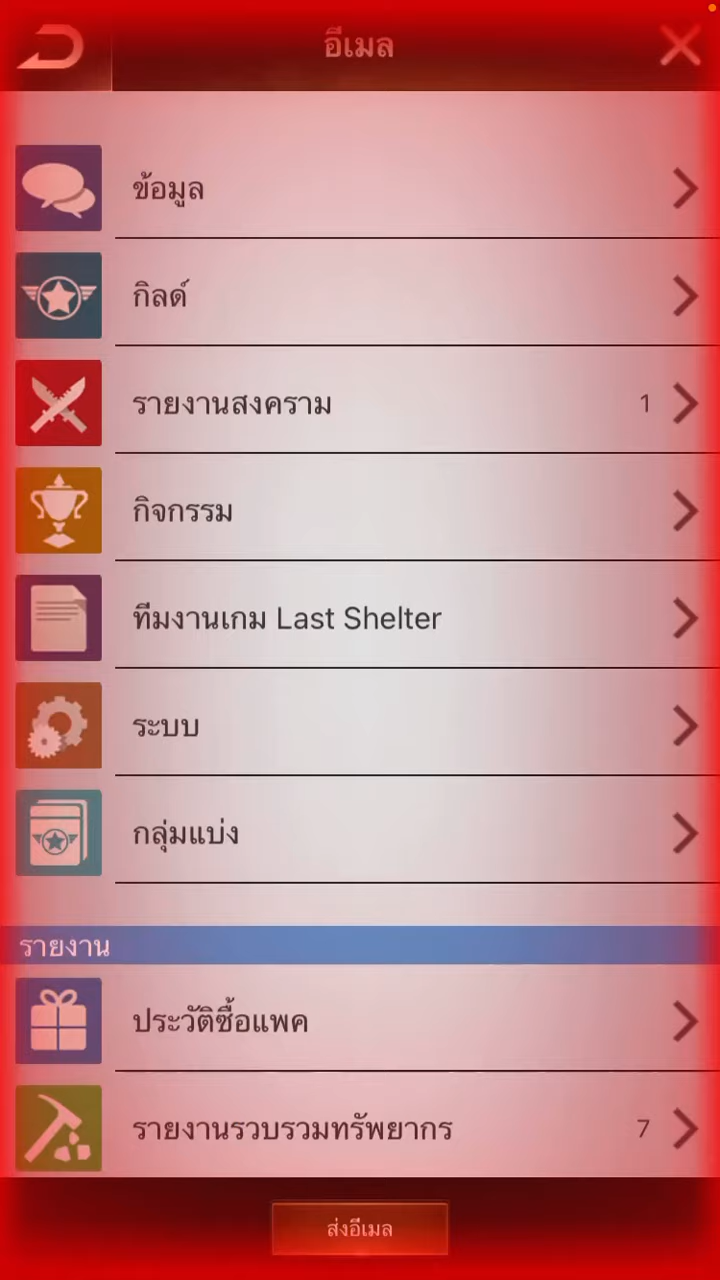 อีเมล
ข้อมูล
กิลด์
รายงานสงคราม 1
กิจกรรม
ทีมงานเกม Last Shelter
ระบบ
กลุ่มแบ่ง
รายงาน
ประวัติซื้อแพค
รายงานรวบรวมทรัพยากร 7
ส่งอีเมล